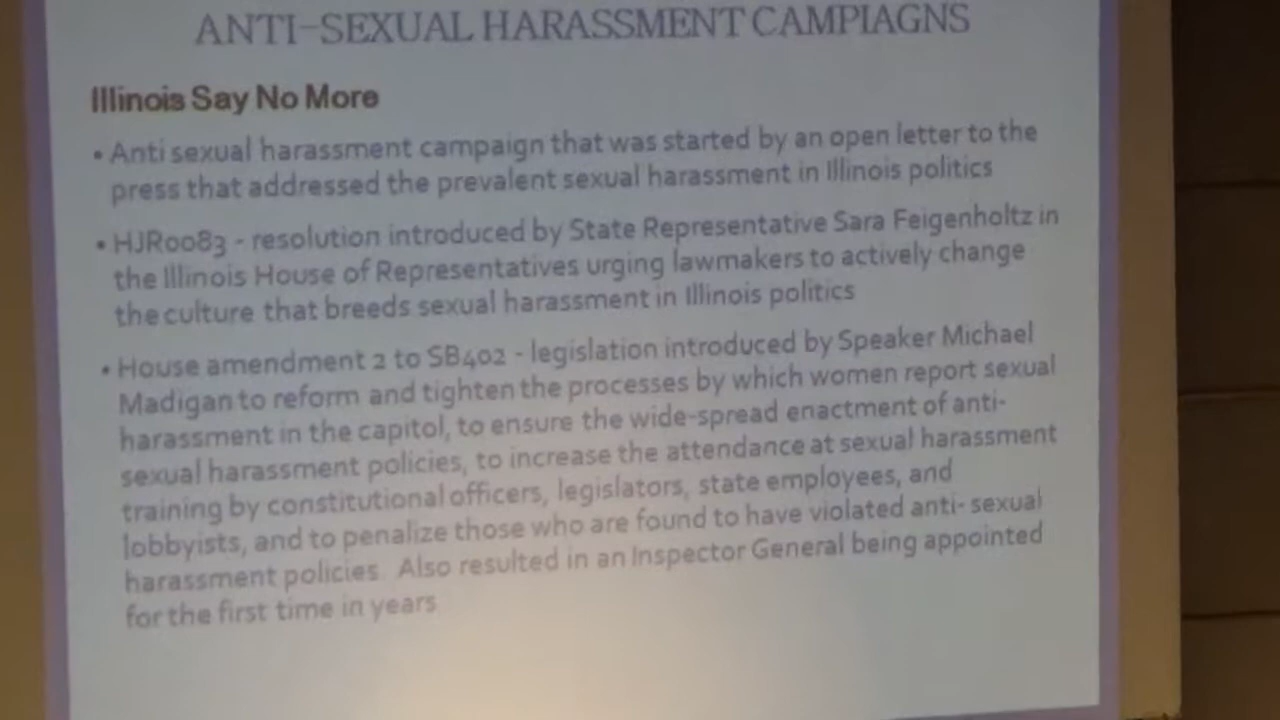 ANTI-SEXUAL HARASSMENT CAMPIAGNS
Illinois Say No More
• Anti sexual harassment campaign that was started by an open letter to the
press that addressed the prevalent sexual harassment in Illinois politics
• HJR0083 - resolution introduced by State Representative Sara Feigenholtz in
the Illinois House of Representatives urging lawmakers to actively change
the culture that breeds sexual harassment in Illinois politics
• House amendment 2 to SB402 - legislation introduced by Speaker Michael
Madigan to reform and tighten the processes by which women report sexual
harassment in the capitol, to ensure the wide-spread enactment of anti-
sexual harassment policies, to increase the attendance at sexual harassment
training by constitutional officers, legislators, state employees, and
lobbyists, and to penalize those who are found to have violated anti- sexual
harassment policies. Also resulted in an Inspector General being appointed
for the first time in years